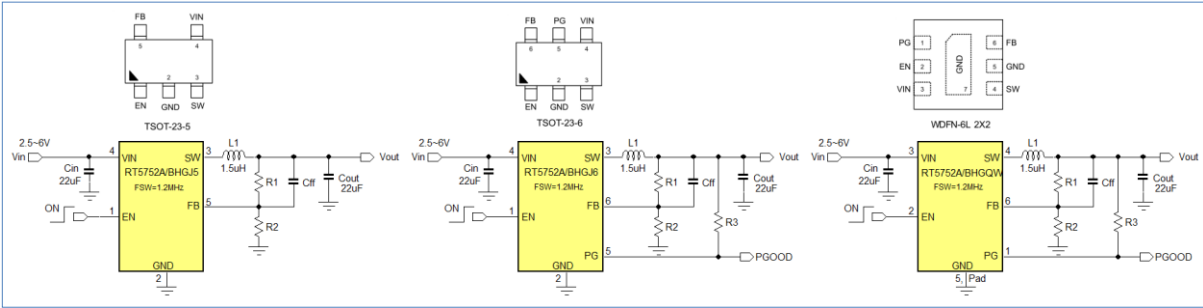 FB VIN
5 4
2 3
EN GND SW
TSOT-23-5
2.5~6V
Vin
Cin
22uF
4
VIN
SW
3
L1
1.5uH
Vout
RT5752A/BHGJ5
FSW=1.2MHz
R1
Cff
Cout
22uF
ON
1
EN
FB
5
R2
GND
2
FB PG VIN
6 5 4
2 3
EN GND SW
TSOT-23-6
2.5~6V
Vin
Cin
22uF
4
VIN
SW
3
L1
1.5uH
Vout
RT5752A/BHGJ6
FSW=1.2MHz
R1
Cff
Cout
22uF
ON
1
EN
FB
6
R2
R3
PG
5
PGOOD
GND
2
PG 1 6 FB
EN 2 GND 5 GND
VIN 3 7 4 SW
WDFN-6L 2X2
2.5~6V
Vin
Cin
22uF
3
VIN
SW
4
L1
1.5uH
Vout
RT5752A/BHGQW
FSW=1.2MHz
R1
Cff
Cout
22uF
ON
2
EN
FB
6
R2
R3
PG
1
PGOOD
GND
5, Pad